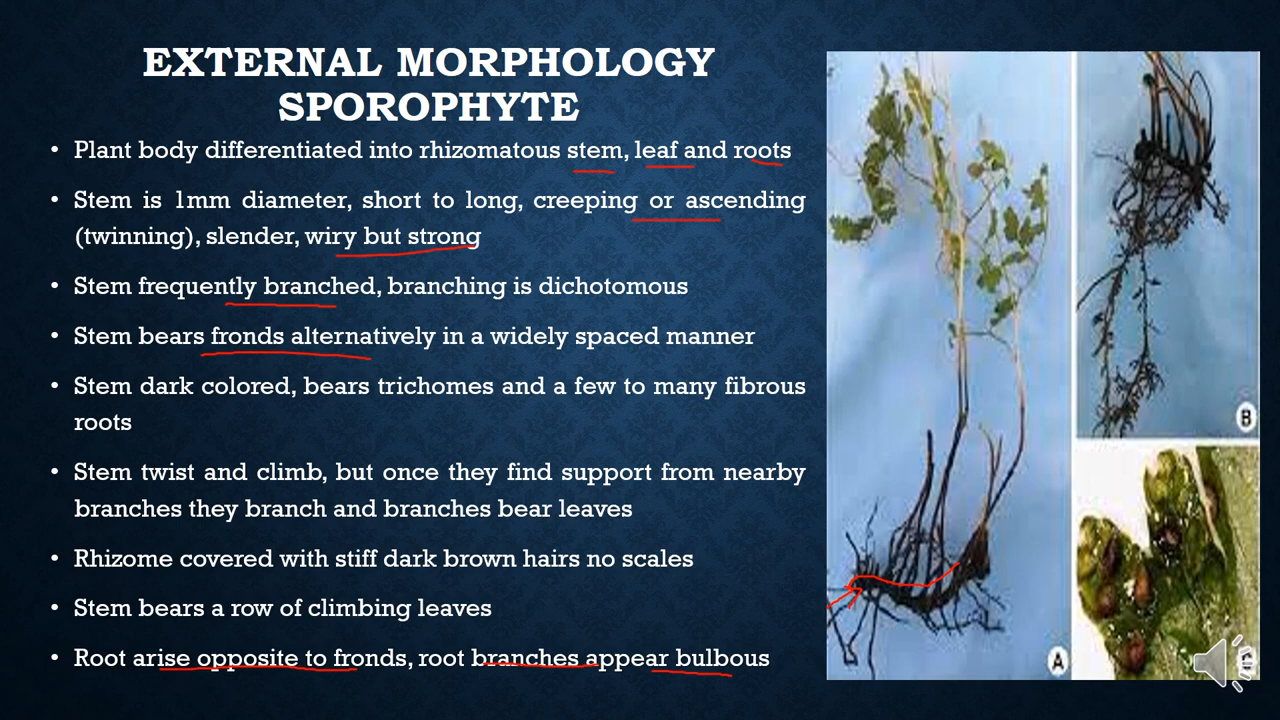 EXTERNAL MORPHOLOGY
SPOROPHYTE
• Plant body differentiated into rhizomatous stem, leaf and roots
• Stem is 1mm diameter, short to long, creeping or ascending
(twinning), slender, wiry but strong
• Stem frequently branched, branching is dichotomous
• Stem bears fronds alternatively in a widely spaced manner
• Stem dark colored, bears trichomes and a few to many fibrous
roots
• Stem twist and climb, but once they find support from nearby
branches they branch and branches bear leaves
• Rhizome covered with stiff dark brown hairs no scales
• Stem bears a row of climbing leaves
• Root arise opposite to fronds, root branches appear bulbous
A
B